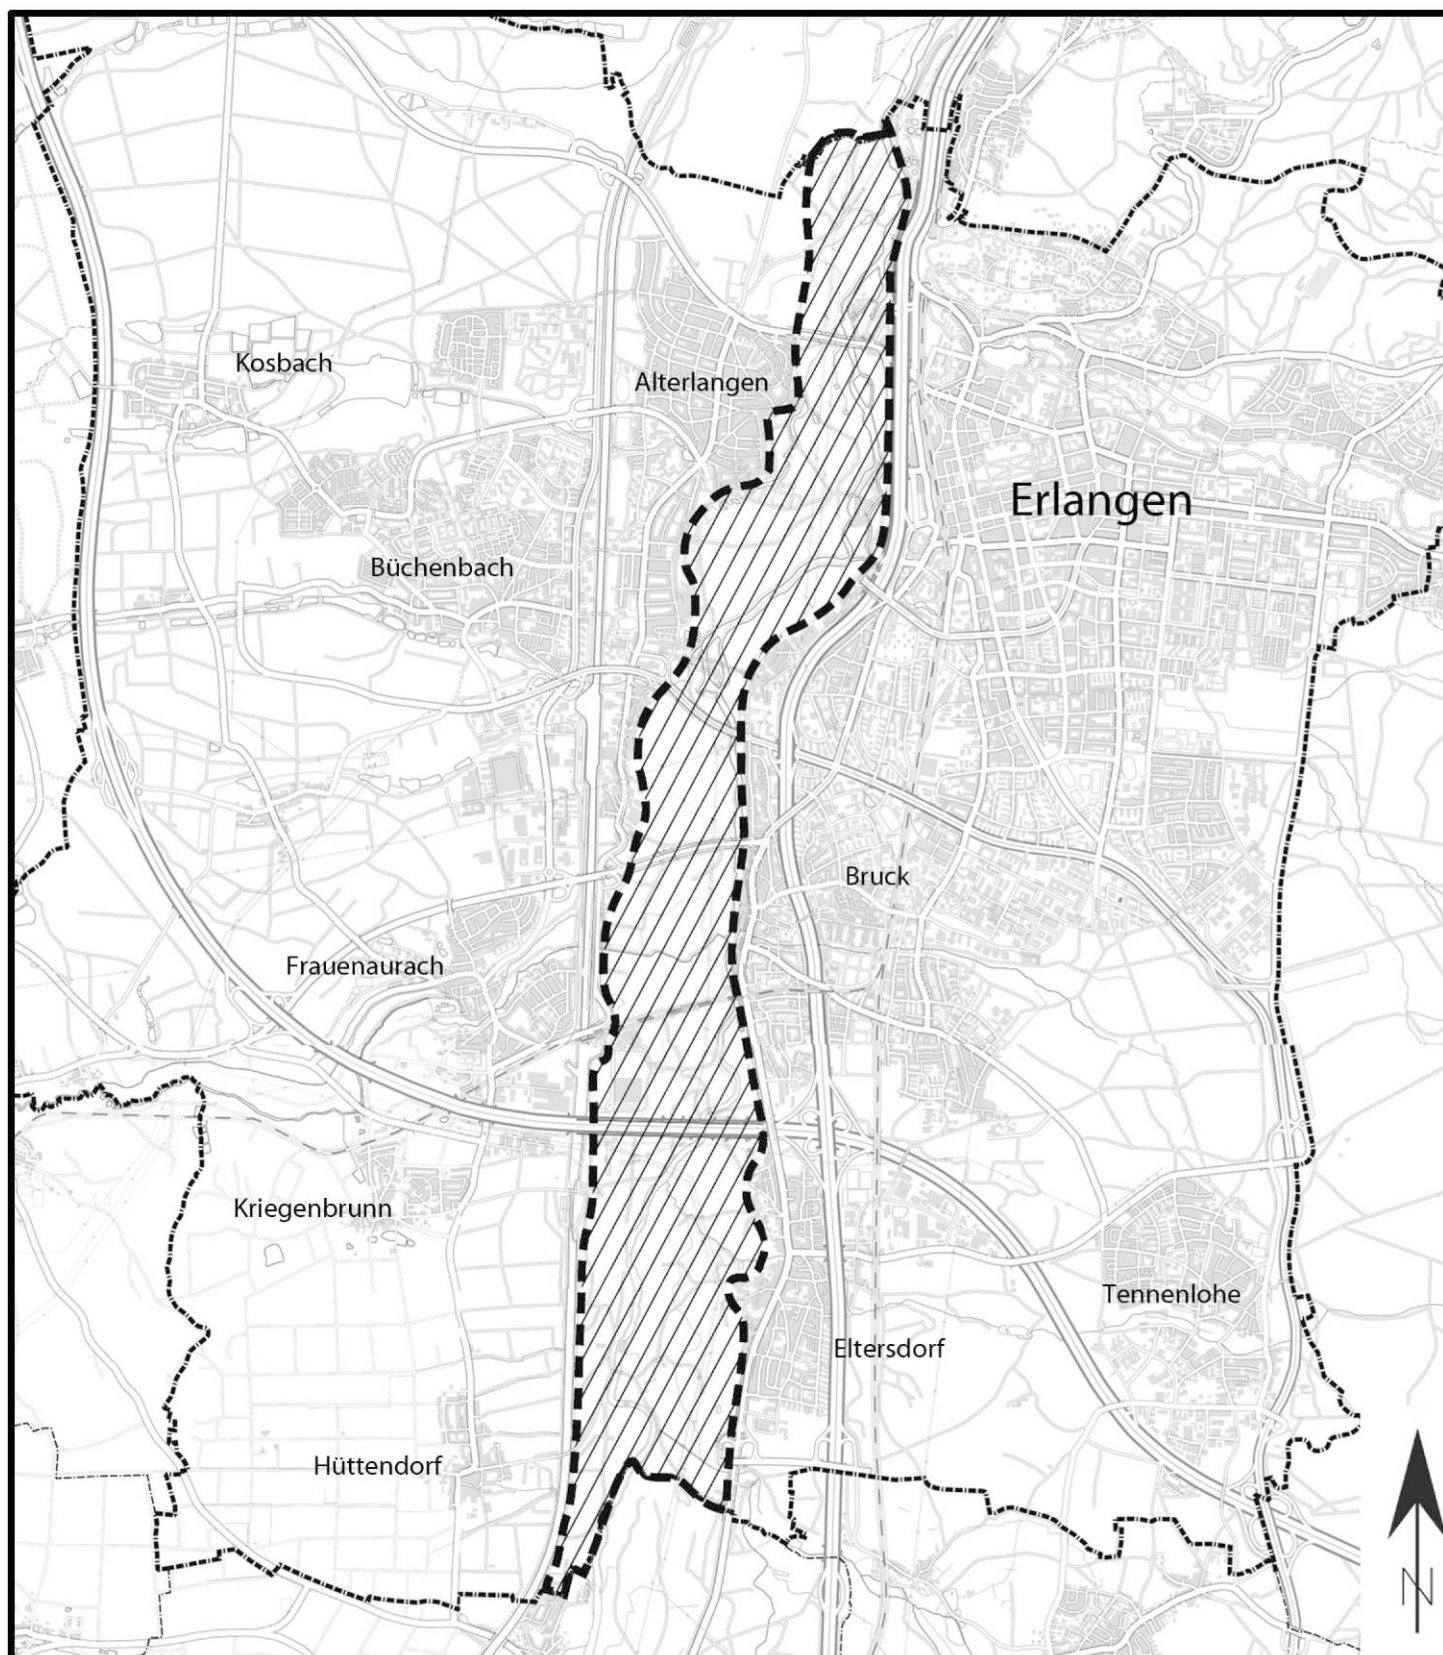 Kosbach
Alterlangen
Erlangen
Büchenbach
Bruck
Frauenaurach
Kriegenbrunn
Tennenlohe
Eltersdorf
Hüttendorf
N